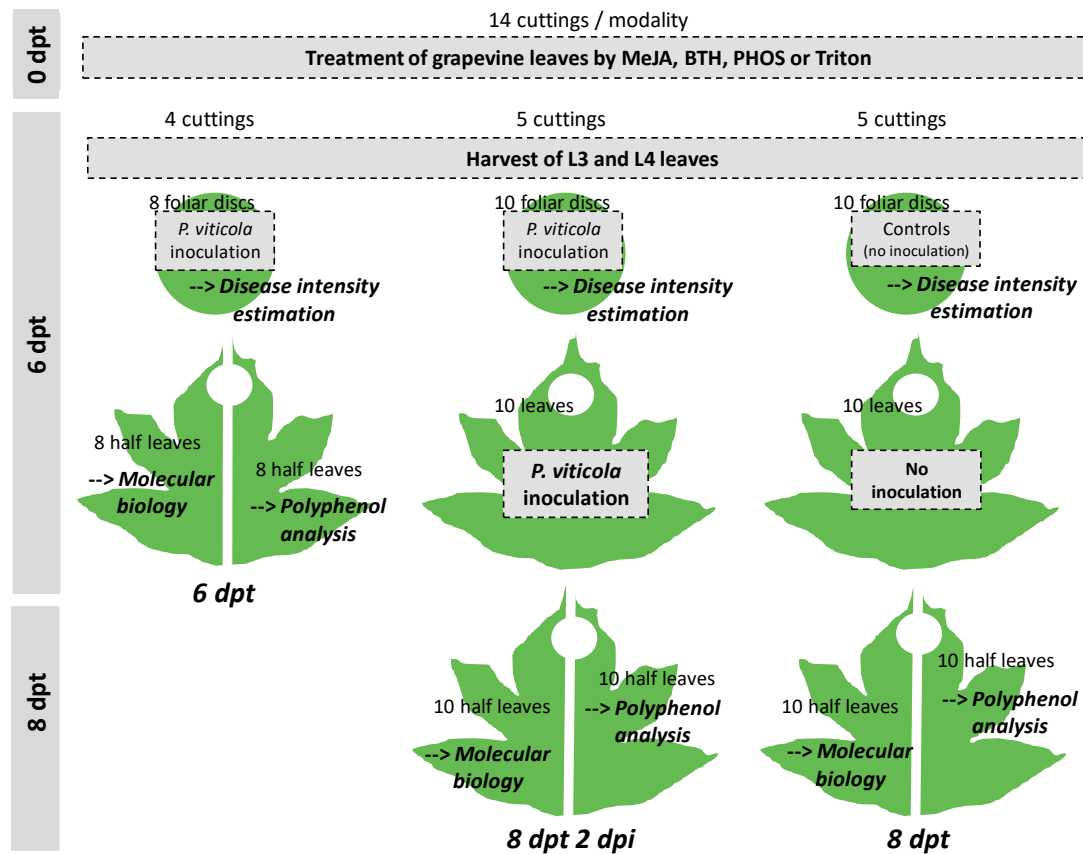 0 dpt
14 cuttings / modality
Treatment of grapevine leaves by MeJA, BTH, PHOS or Triton
6 dpt
4 cuttings
5 cuttings
5 cuttings
Harvest of L3 and L4 leaves
8 foliar discs
P. viticola
inoculation
--> Disease intensity
estimation
10 foliar discs
P. viticola
inoculation
--> Disease intensity
estimation
10 foliar discs
Controls
(no inoculation)
--> Disease intensity
estimation
8 half leaves
--> Molecular
biology
8 half leaves
--> Polyphenol
analysis
6 dpt
10 leaves
P. viticola
inoculation
10 leaves
No
inoculation
8 dpt
10 half leaves
--> Molecular
biology
10 half leaves
--> Polyphenol
analysis
8 dpt 2 dpi
10 half leaves
--> Molecular
biology
10 half leaves
--> Polyphenol
analysis
8 dpt